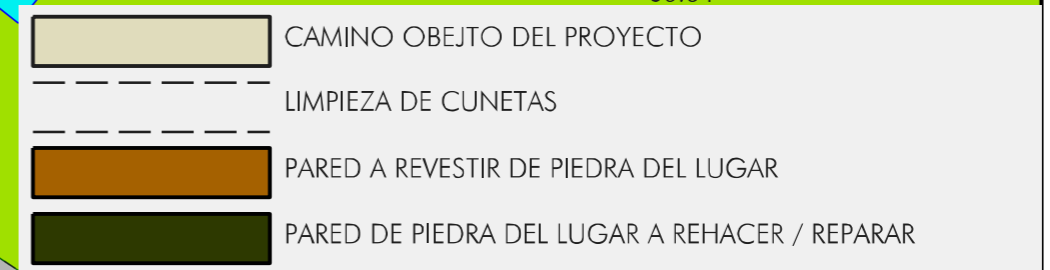 CAMINO OBEJTO DEL PROYECTO
LIMPIEZA DE CUNETAS
PARED A REVESTIR DE PIEDRA DEL LUGAR
PARED DE PIEDRA DEL LUGAR A REHACER / REPARAR